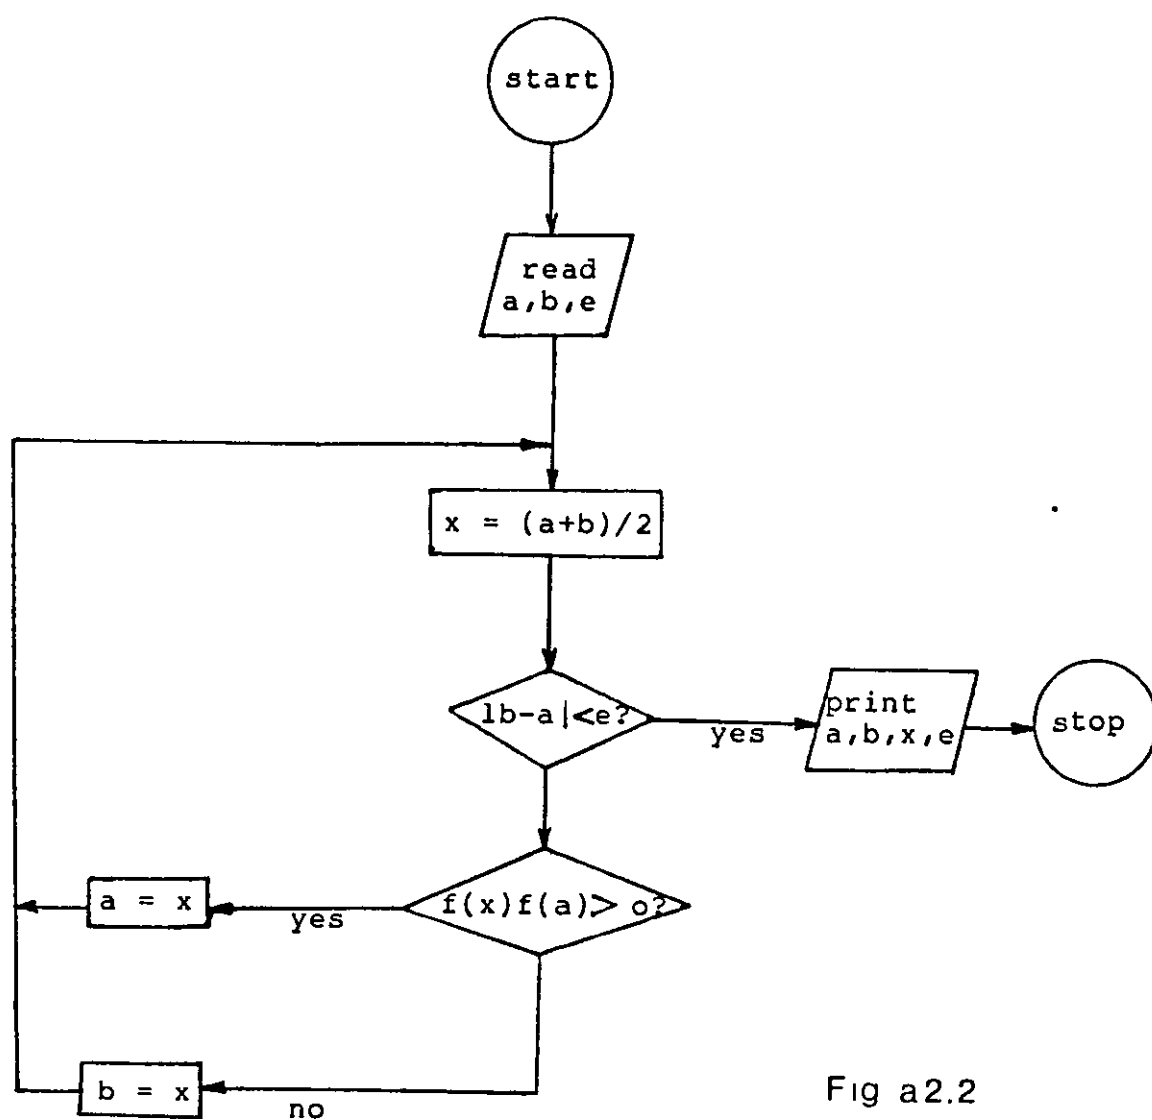 start
read
a,b,e
x = (a+b)/2
lb-a|<e?
yes
print
a,b,x,e
stop
f(x)f(a)> o?
yes
a = x
no
b = x
Fig a2.2